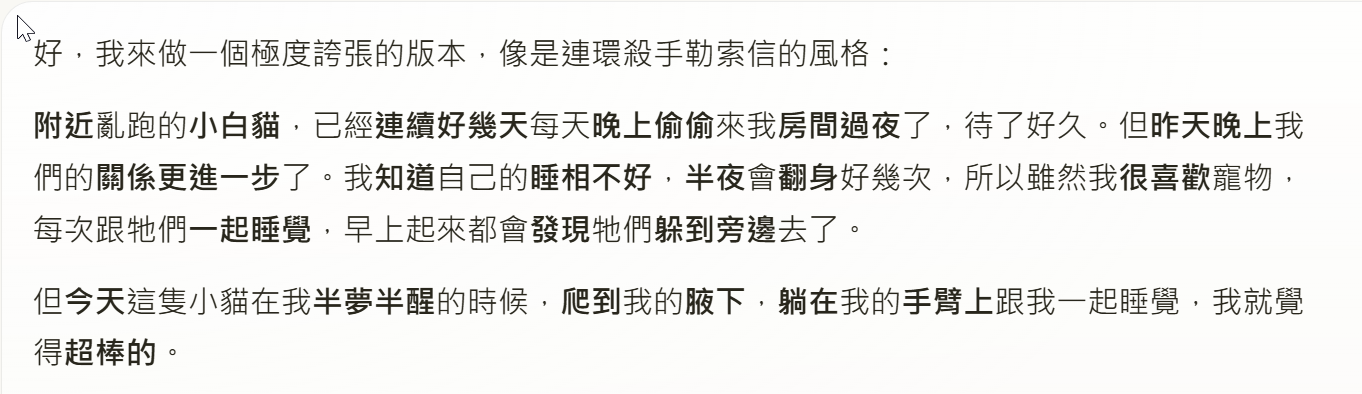 好，我來做一個極度誇張的版本，像是連環殺手勒索信的風格：
附近亂跑的小白貓，已經連續好幾天每天晚上偷偷來我房間過夜了，待了好久。但昨天晚上我
們的關係更進一步了。我知道自己的睡相不好，半夜會翻身好幾次，所以雖然我很喜歡寵物，
每次跟牠們一起睡覺，早上起來都會發現牠們躲到旁邊去了。
但今天這隻小貓在我半夢半醒的時候，爬到我的腋下，躺在我的手臂上跟我一起睡覺，我就覺
得超棒的。